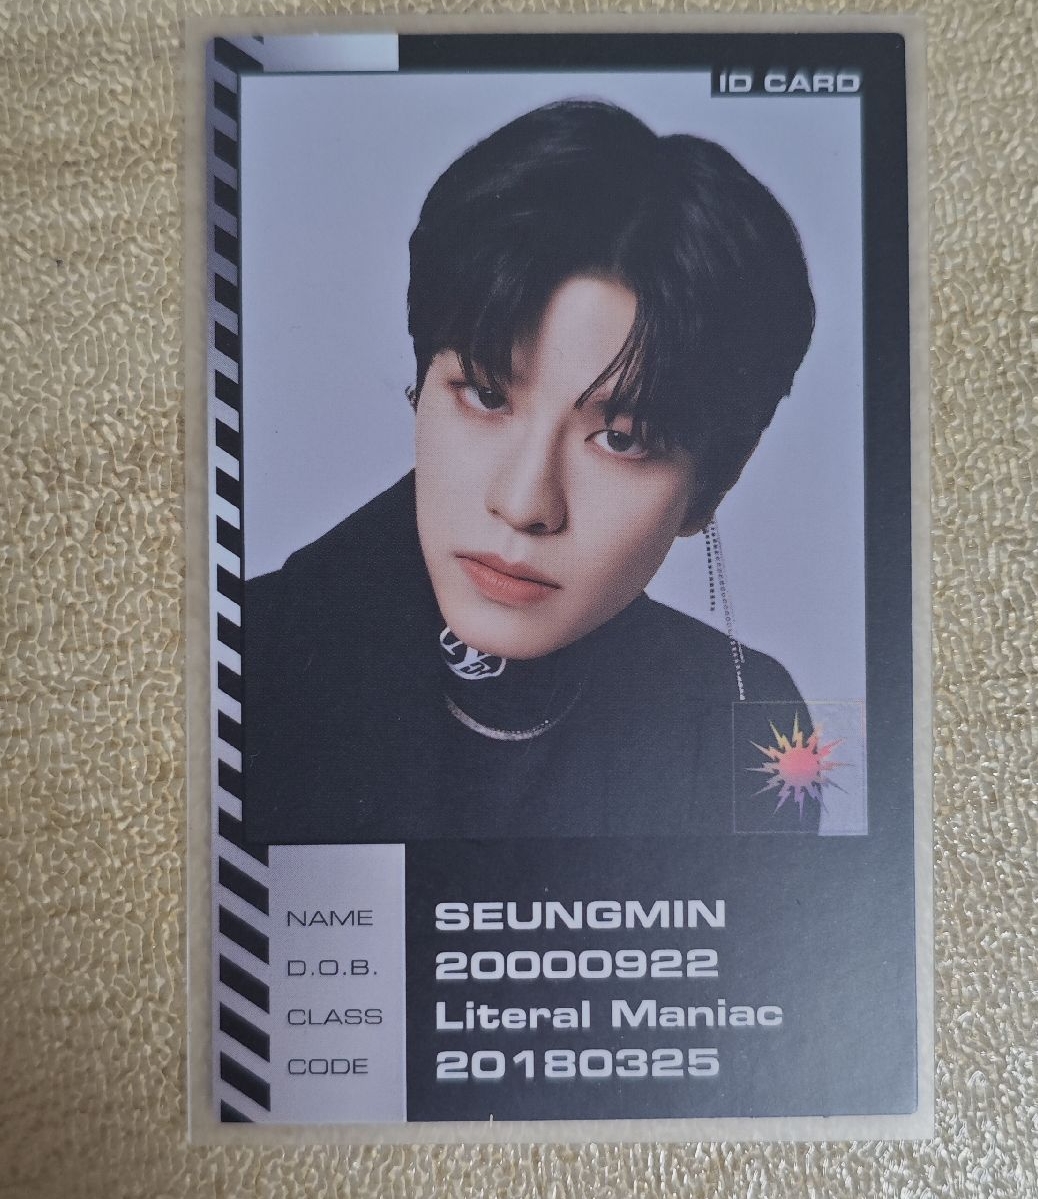 ID CARD
NAME SEUNGMIN
D.O.B. 20000922
CLASS Literal Maniac
CODE 20180325